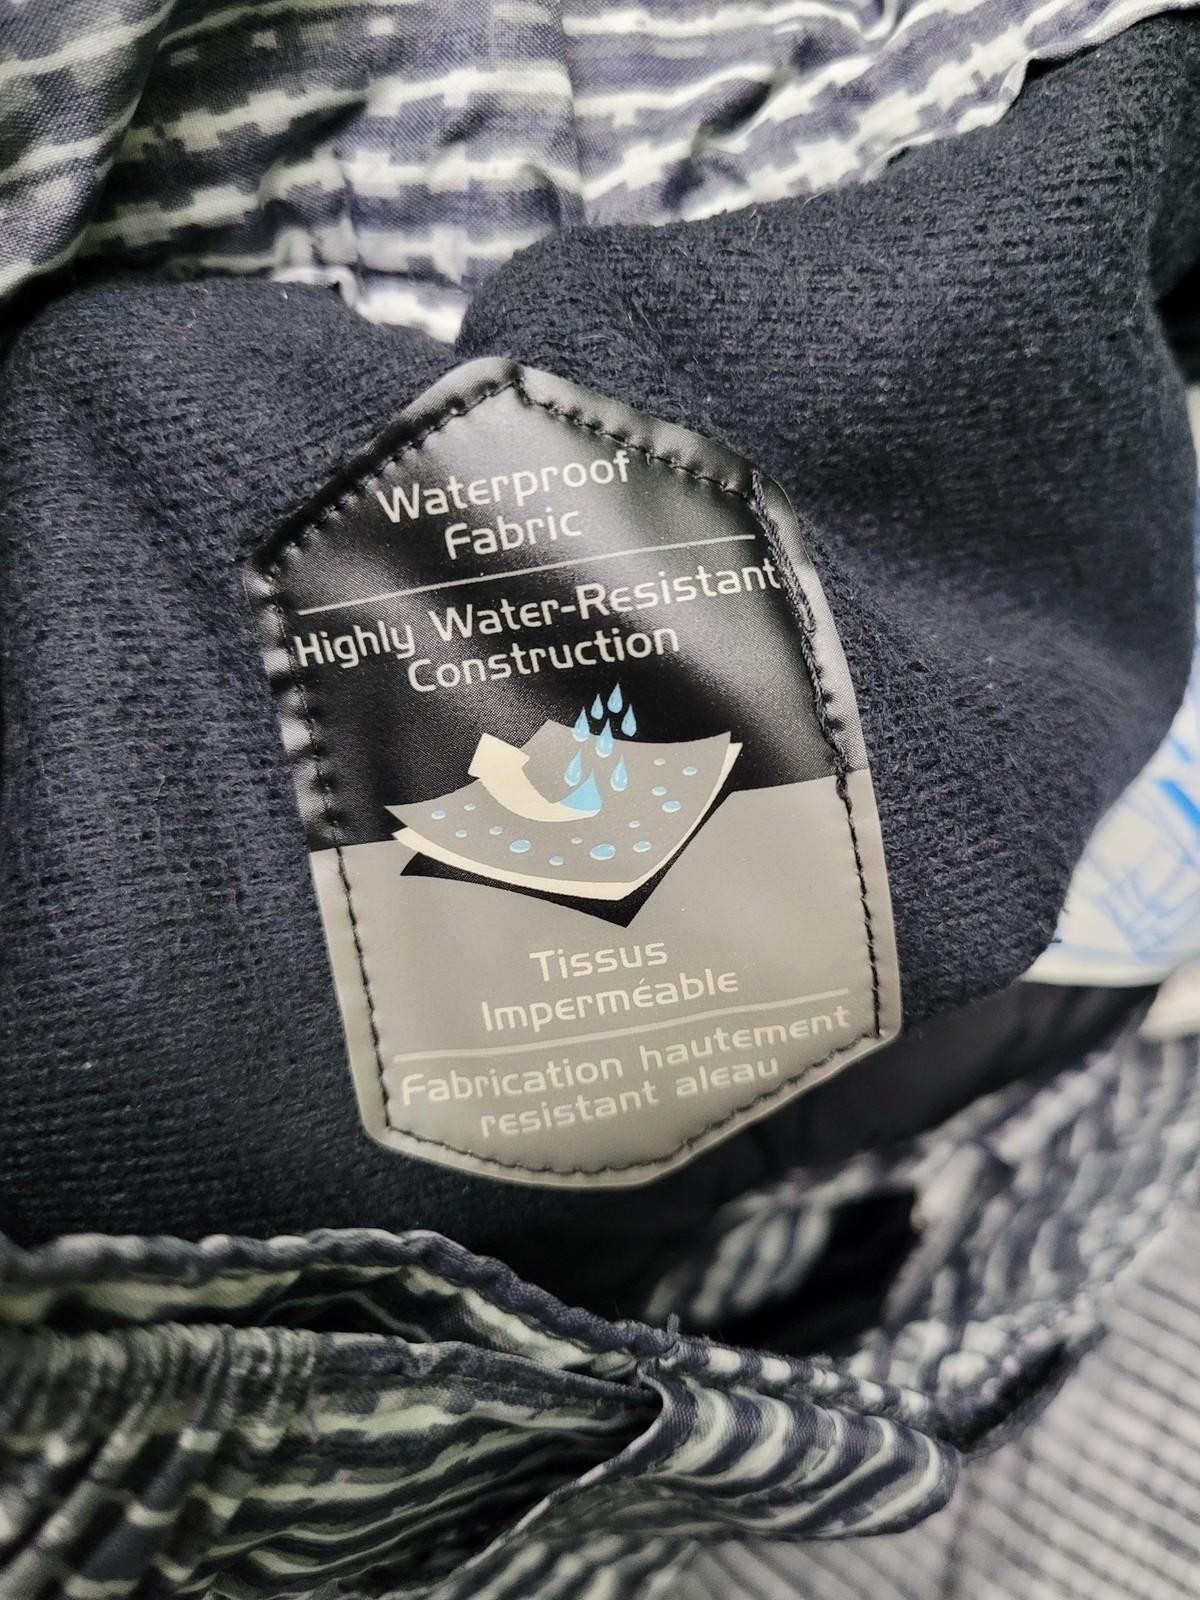 Waterproof
Fabric
Highly Water-Resistant
Construction
Tissus
Imperméable
Fabrication hautement
resistant aleau